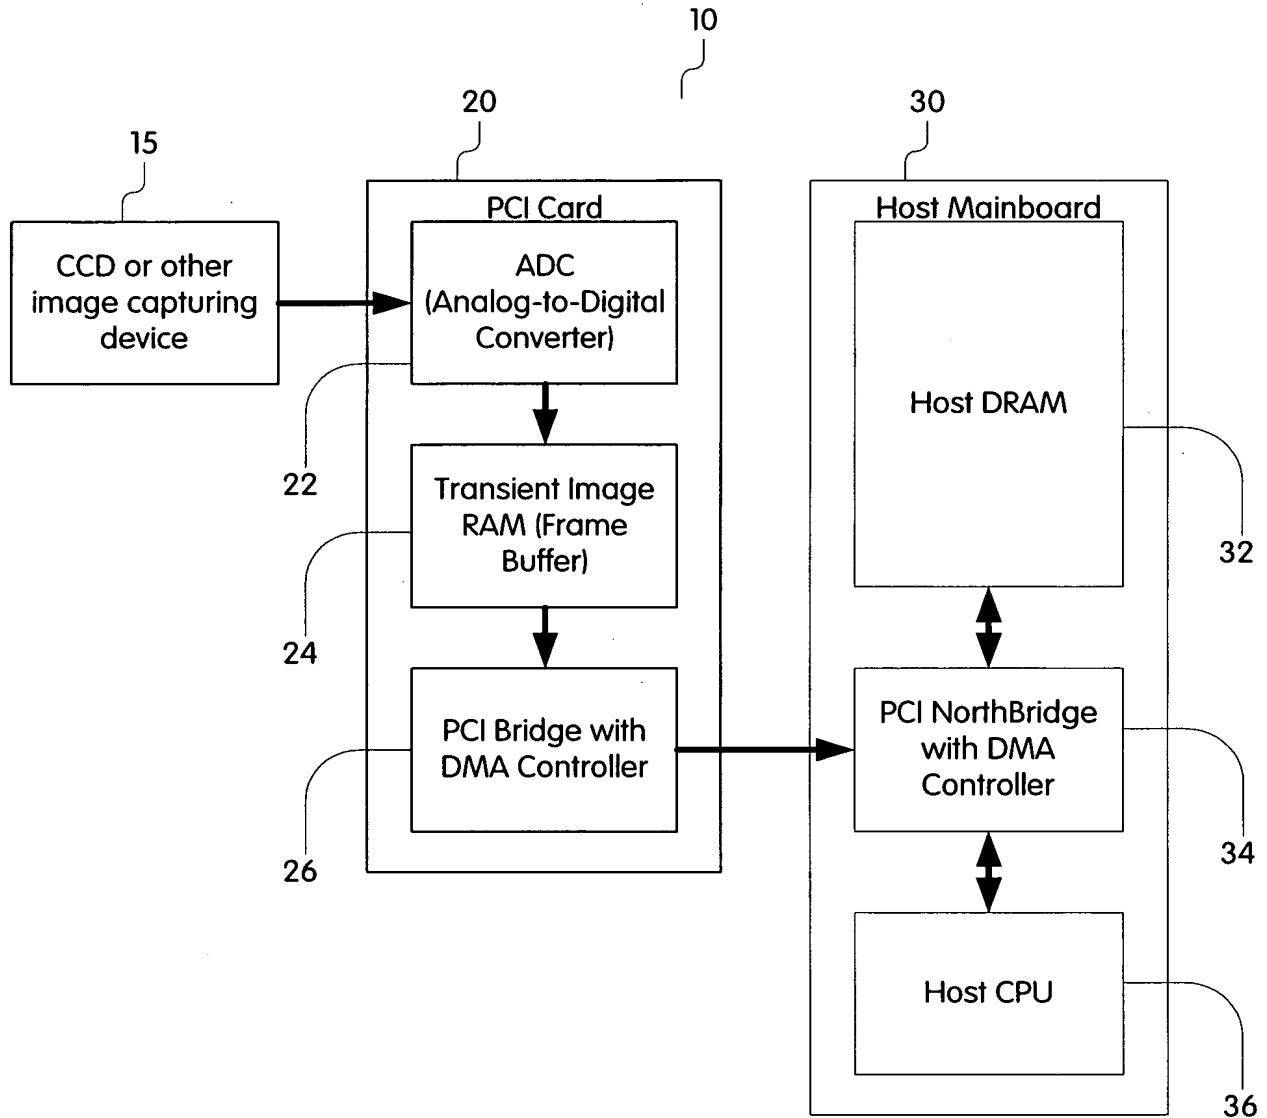 10
20
30
15
PCI Card
Host Mainboard
CCD or other
image capturing
device
ADC
(Analog-to-Digital
Converter)
Host DRAM
22
Transient Image
RAM (Frame
Buffer)
32
24
PCI Bridge with
DMA Controller
PCI NorthBridge
with DMA
Controller
26
34
Host CPU
36